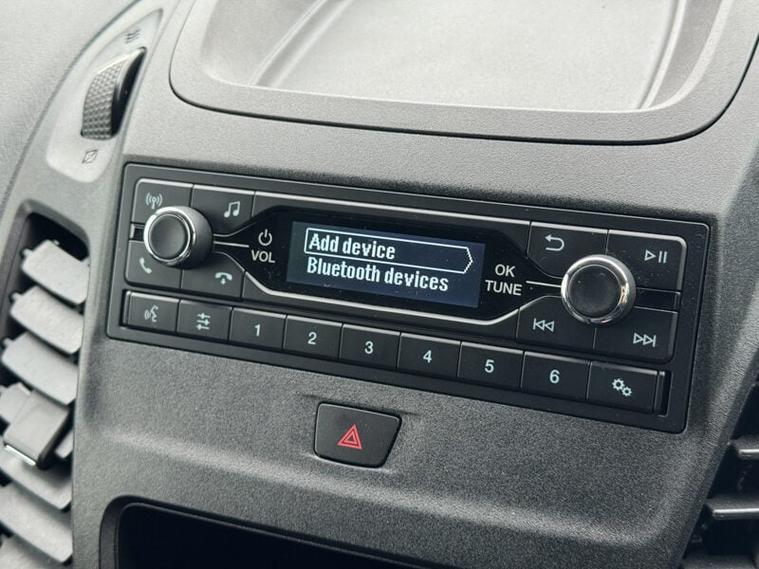 Add device
Bluetooth devices
VOL
OK
TUNE
1 2 3 4 5 6